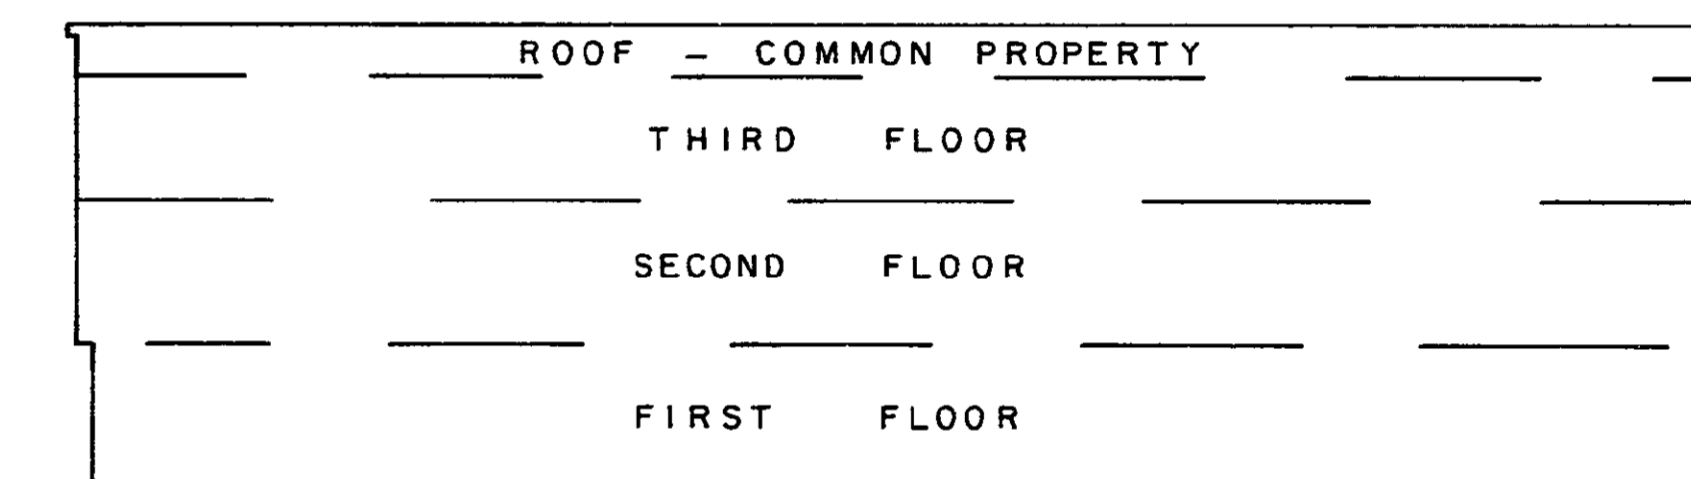 ROOF - COMMON PROPERTY
THIRD FLOOR
SECOND FLOOR
FIRST FLOOR